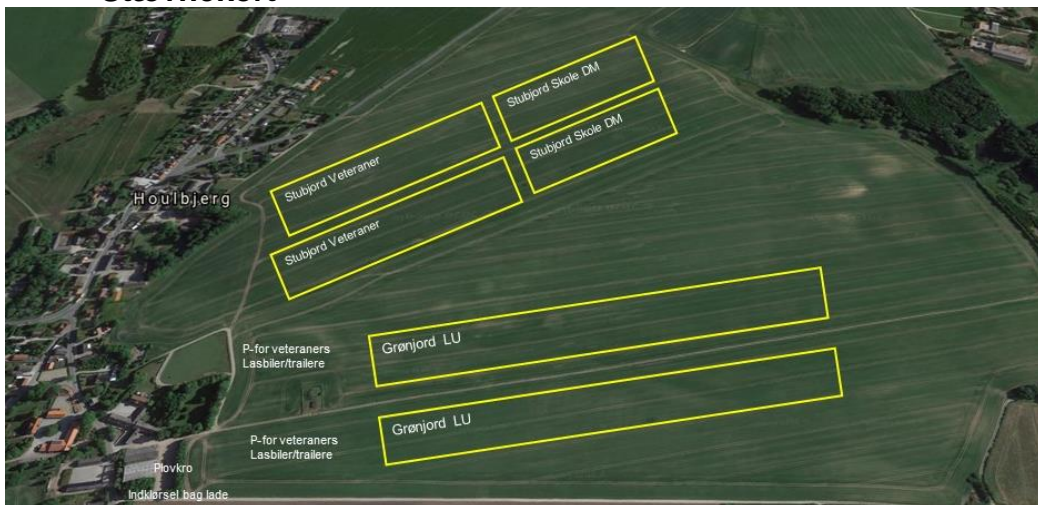 Stubjord Skole DM
Stubjord Skole DM
Stubjord Veteraner
Houlbjerg
Stubjord Veteraner
Grønjord LU
P-for veteraners
Lasbiler/trailere
Grønjord LU
P-for veteraners
Lasbiler/trailere
Plovkro
Indkørsel bag lade